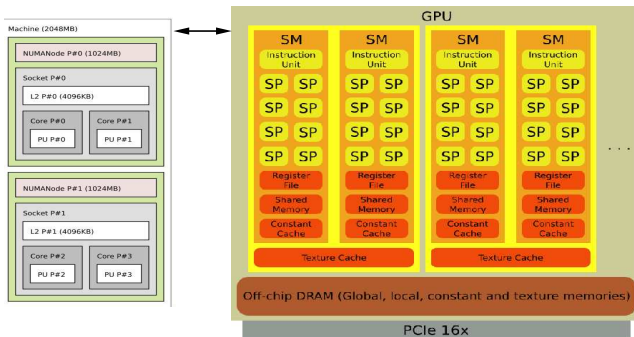 Machine (2048MB)
NUMANode P#0 (1024MB)
Socket P#0
L2 P#0 (4096KB)
Core P#0
Core P#1
PU P#0
PU P#1
NUMANode P#1 (1024MB)
Socket P#1
L2 P#1 (4096KB)
Core P#2
Core P#3
PU P#2
PU P#3
GPU
SM
Instruction
Unit
SP SP
SP SP
SP SP
SP SP
Register
File
Shared
Memory
Constant
Cache
SM
Instruction
Unit
SP SP
SP SP
SP SP
SP SP
Register
File
Shared
Memory
Constant
Cache
Texture Cache
SM
Instruction
Unit
SP SP
SP SP
SP SP
SP SP
Register
File
Shared
Memory
Constant
Cache
SM
Instruction
Unit
SP SP
SP SP
SP SP
SP SP
Register
File
Shared
Memory
Constant
Cache
Texture Cache
. . .
Off-chip DRAM (Global, local, constant and texture memories)
PCIe 16x